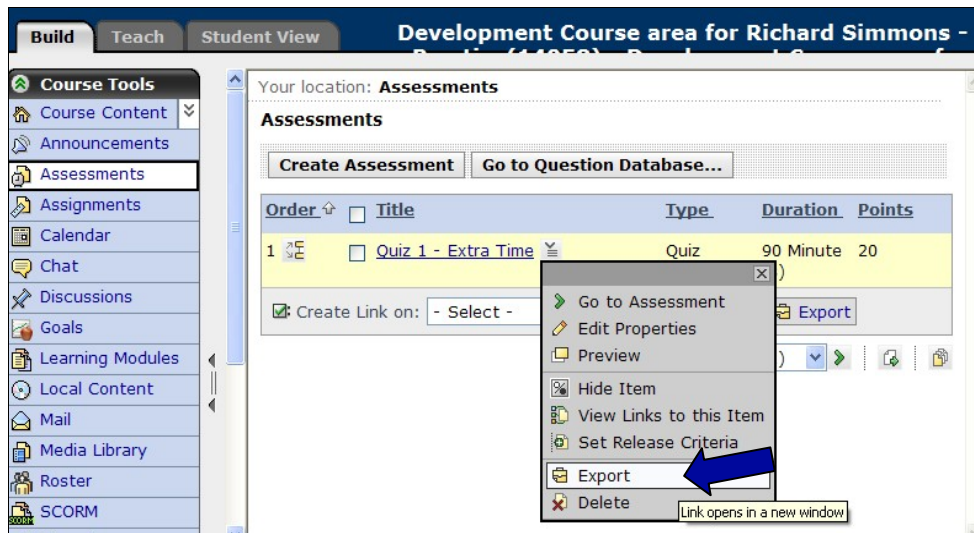 Build Teach Student View Development Course area for Richard Simmons -
Course Tools
Course Content
Announcements
Assessments
Assignments
Calendar
Chat
Discussions
Goals
Learning Modules
Local Content
Mail
Media Library
Roster
SCORM
Your location: Assessments
Assessments
Create Assessment Go to Question Database...
Order Title Type Duration Points
1 Quiz 1 - Extra Time Quiz 90 Minute 20
)
Create Link on: - Select - Export
)
Go to Assessment
Edit Properties
Preview
Hide Item
View Links to this Item
Set Release Criteria
Export
Delete
Link opens in a new window